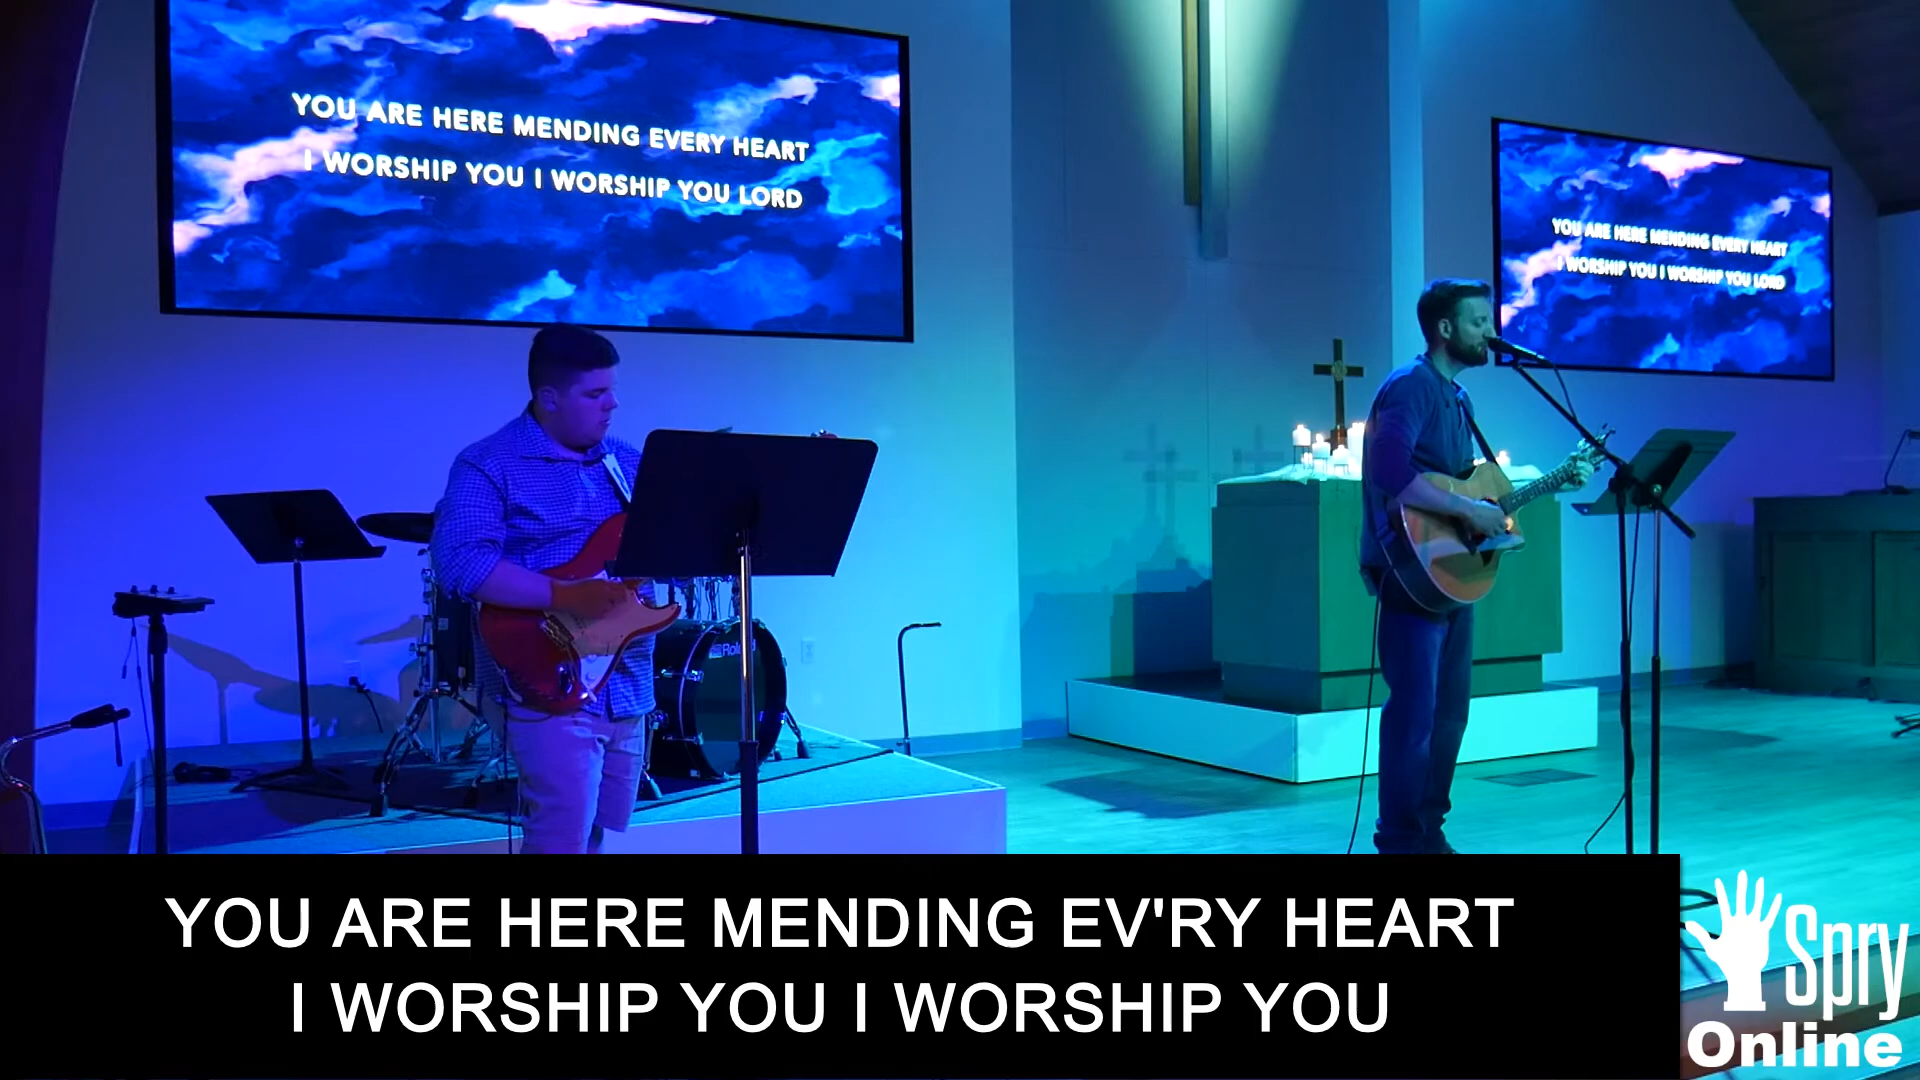 YOU ARE HERE MENDING EVERY HEART
I WORSHIP YOU I WORSHIP YOU LORD
YOU ARE HERE MENDING EVERY HEART
I WORSHIP YOU I WORSHIP YOU LORD
Roland
YOU ARE HERE MENDING EV'RY HEART
I WORSHIP YOU I WORSHIP YOU
Spry
Online